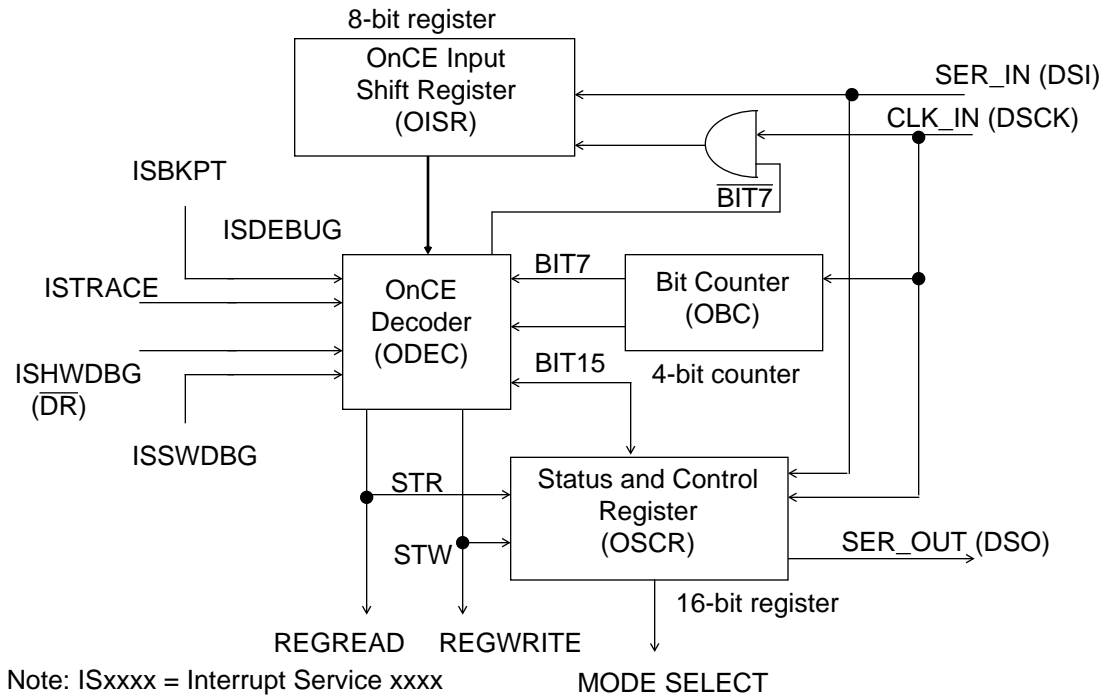 8-bit register
OnCE Input
Shift Register
(OISR)
SER_IN (DSI)
CLK_IN (DSCK)
ISBKPT
BIT7
ISDEBUG
ISTRACE
OnCE
Decoder
(ODEC)
BIT7
Bit Counter
(OBC)
BIT15
4-bit counter
ISHWDBG
(DR)
ISSWDBG
STR
Status and Control
Register
(OSCR)
STW
SER_OUT (DSO)
16-bit register
REGREAD
REGWRITE
MODE SELECT
Note: ISxxxx = Interrupt Service xxxx